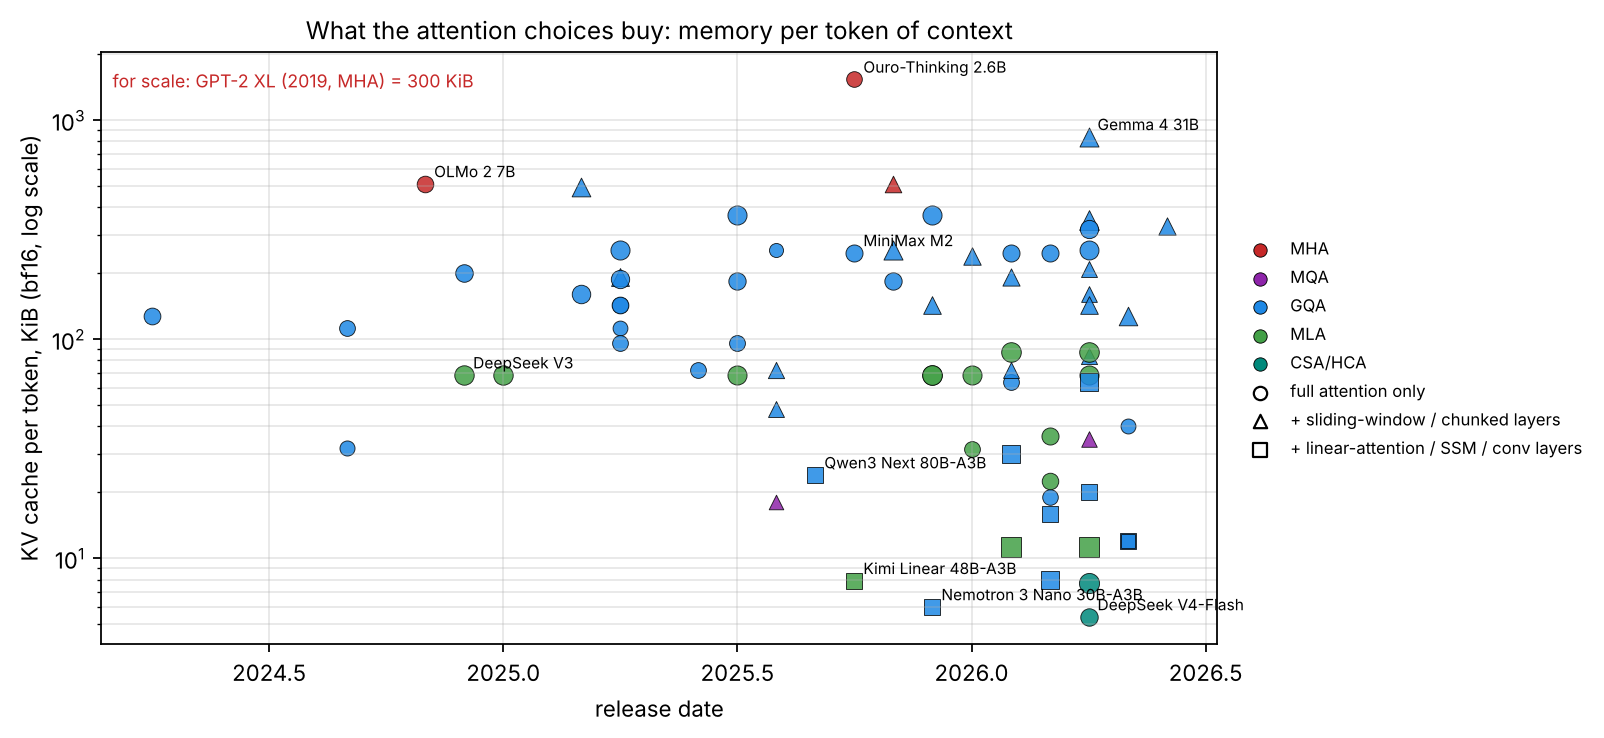 What the attention choices buy: memory per token of context
for scale: GPT-2 XL (2019, MHA) = 300 KiB
Ouro-Thinking 2.6B
Gemma 4 31B
OLMo 2 7B
MiniMax M2
DeepSeek V3
Qwen3 Next 80B-A3B
Kimi Linear 48B-A3B
Nemotron 3 Nano 30B-A3B
DeepSeek V4-Flash
KV cache per token, KiB (bf16, log scale)
10³
10²
10¹
2024.5
2025.0
2025.5
2026.0
2026.5
release date
MHA
MQA
GQA
MLA
CSA/HCA
full attention only
+ sliding-window / chunked layers
+ linear-attention / SSM / conv layers